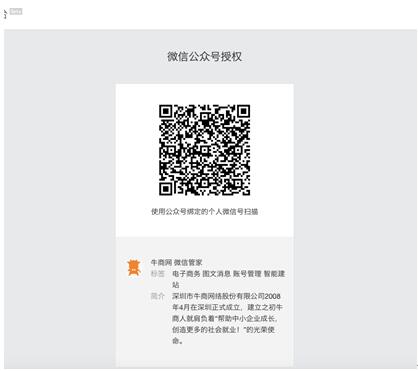 台 Beta
微信公众号授权
使用公众号绑定的个人微信号扫描
牛商网 微信管家
标签 电子商务 图文消息 账号管理 智能建
站
简介 深圳市牛商网络股份有限公司2008
年4月在深圳正式成立，建立之初牛
商人就肩负着“帮助中小企业成长，
创造更多的社会就业！”的光荣使
命。